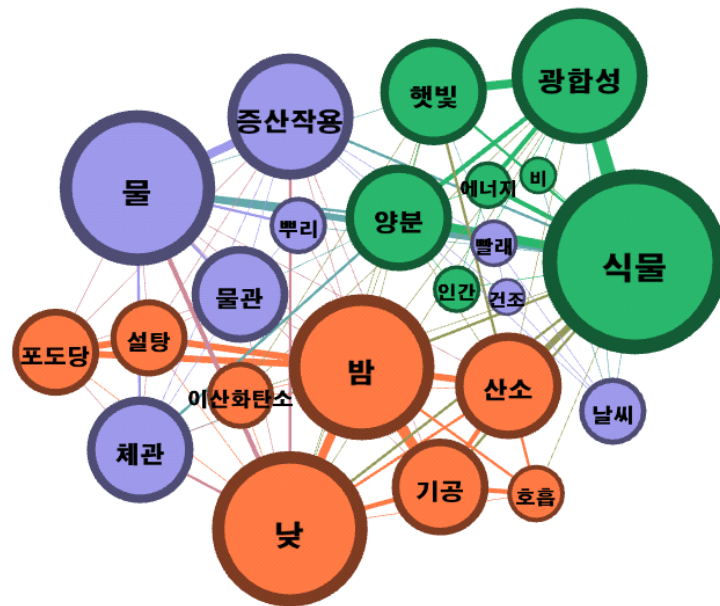 광합성
햇빛
증산작용
물
에너지
비
양분
뿌리
빨래
식물
물관
인간
건조
설탕
포도당
밤
이산화탄소
산소
날씨
체관
기공
호흡
낮